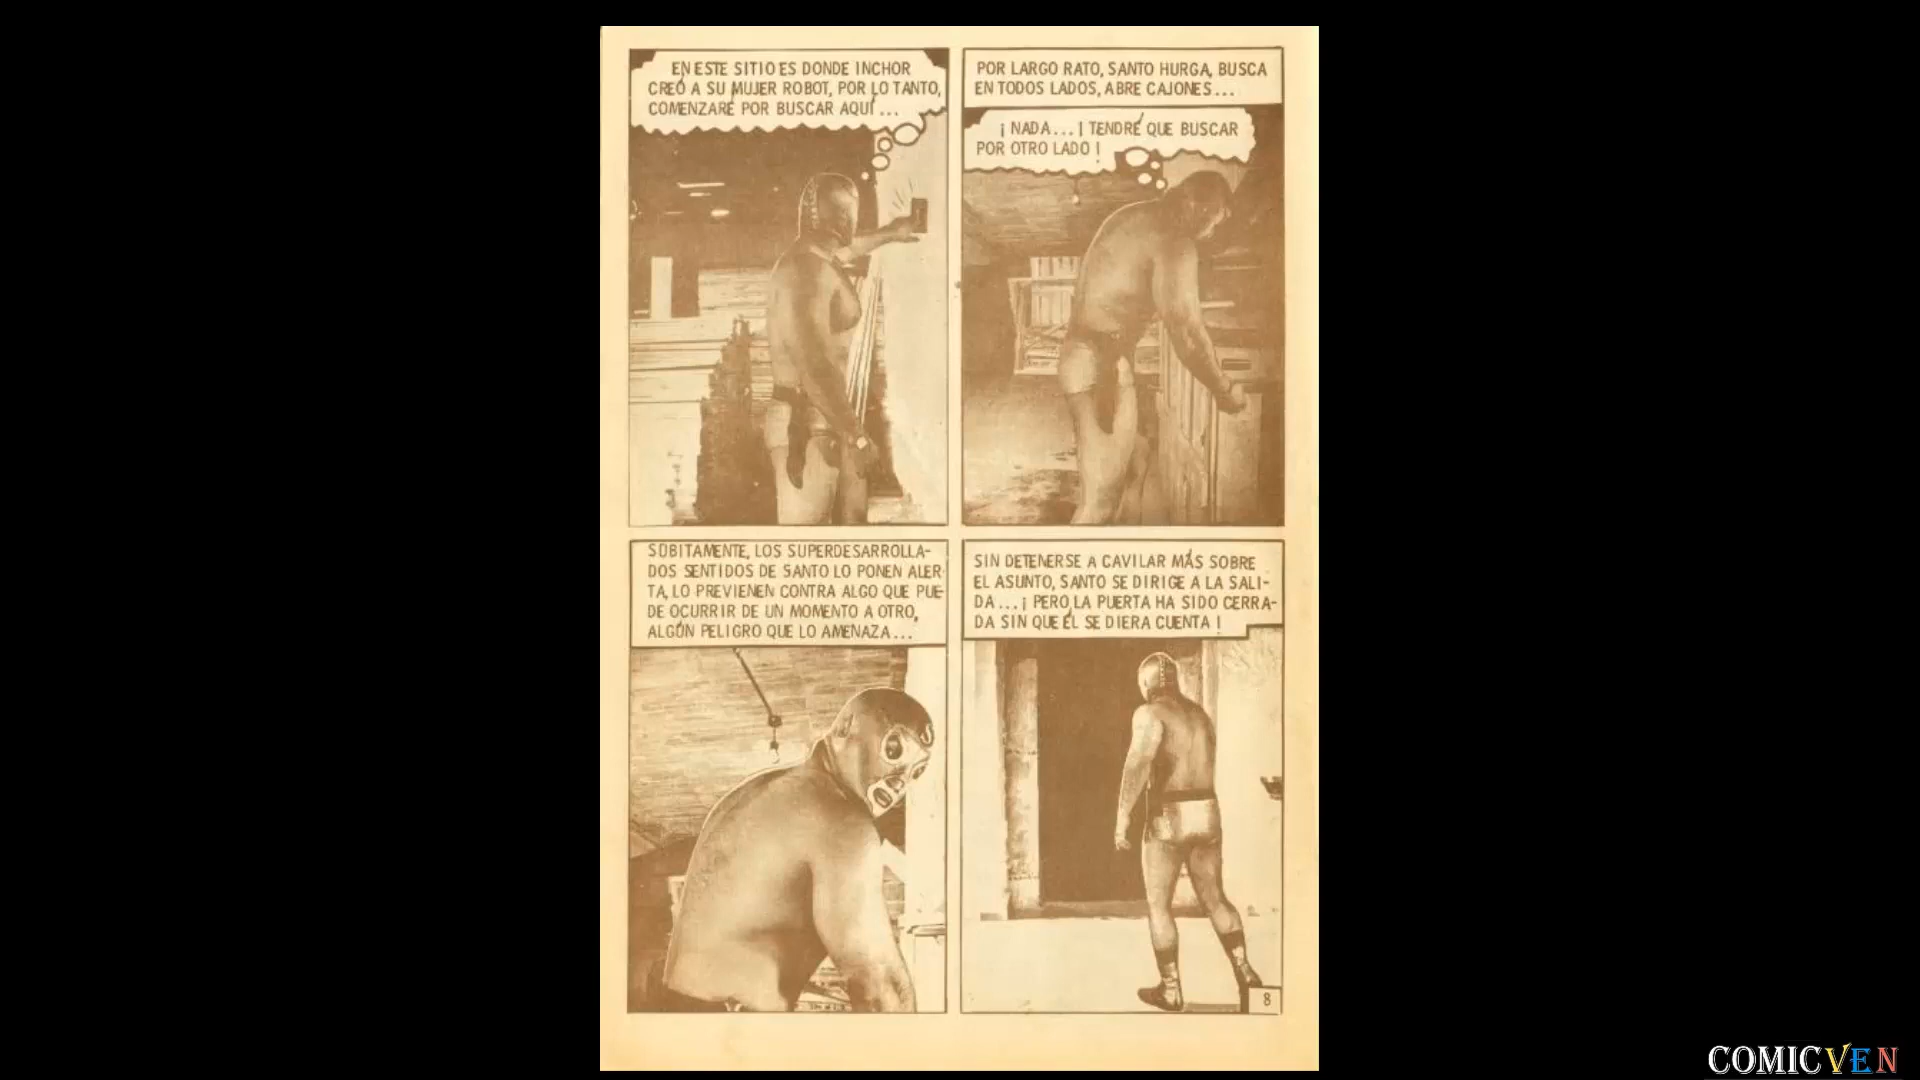 EN ESTE SITIO ES DONDE INCHOR
CREÓ A SU MUJER ROBOT, POR LO TANTO,
COMENZARÉ POR BUSCAR AQUÍ...
POR LARGO RATO, SANTO HURGA, BUSCA
EN TODOS LADOS, ABRE CAJONES...
¡NADA...¡TENDRÉ QUE BUSCAR
POR OTRO LADO!
SÚBITAMENTE, LOS SUPERDESARROLLA-
DOS SENTIDOS DE SANTO LO PONEN ALER-
TA, LO PREVIENEN CONTRA ALGO QUE PUE-
DE OCURRIR DE UN MOMENTO A OTRO,
ALGÚN PELIGRO QUE LO AMENAZA...
SIN DETENERSE A CAVILAR MÁS SOBRE
EL ASUNTO, SANTO SE DIRIGE A LA SALI-
DA...¡PERO LA PUERTA HA SIDO CERRA-
DA SIN QUE ÉL SE DIERA CUENTA!
8
COMICVEN